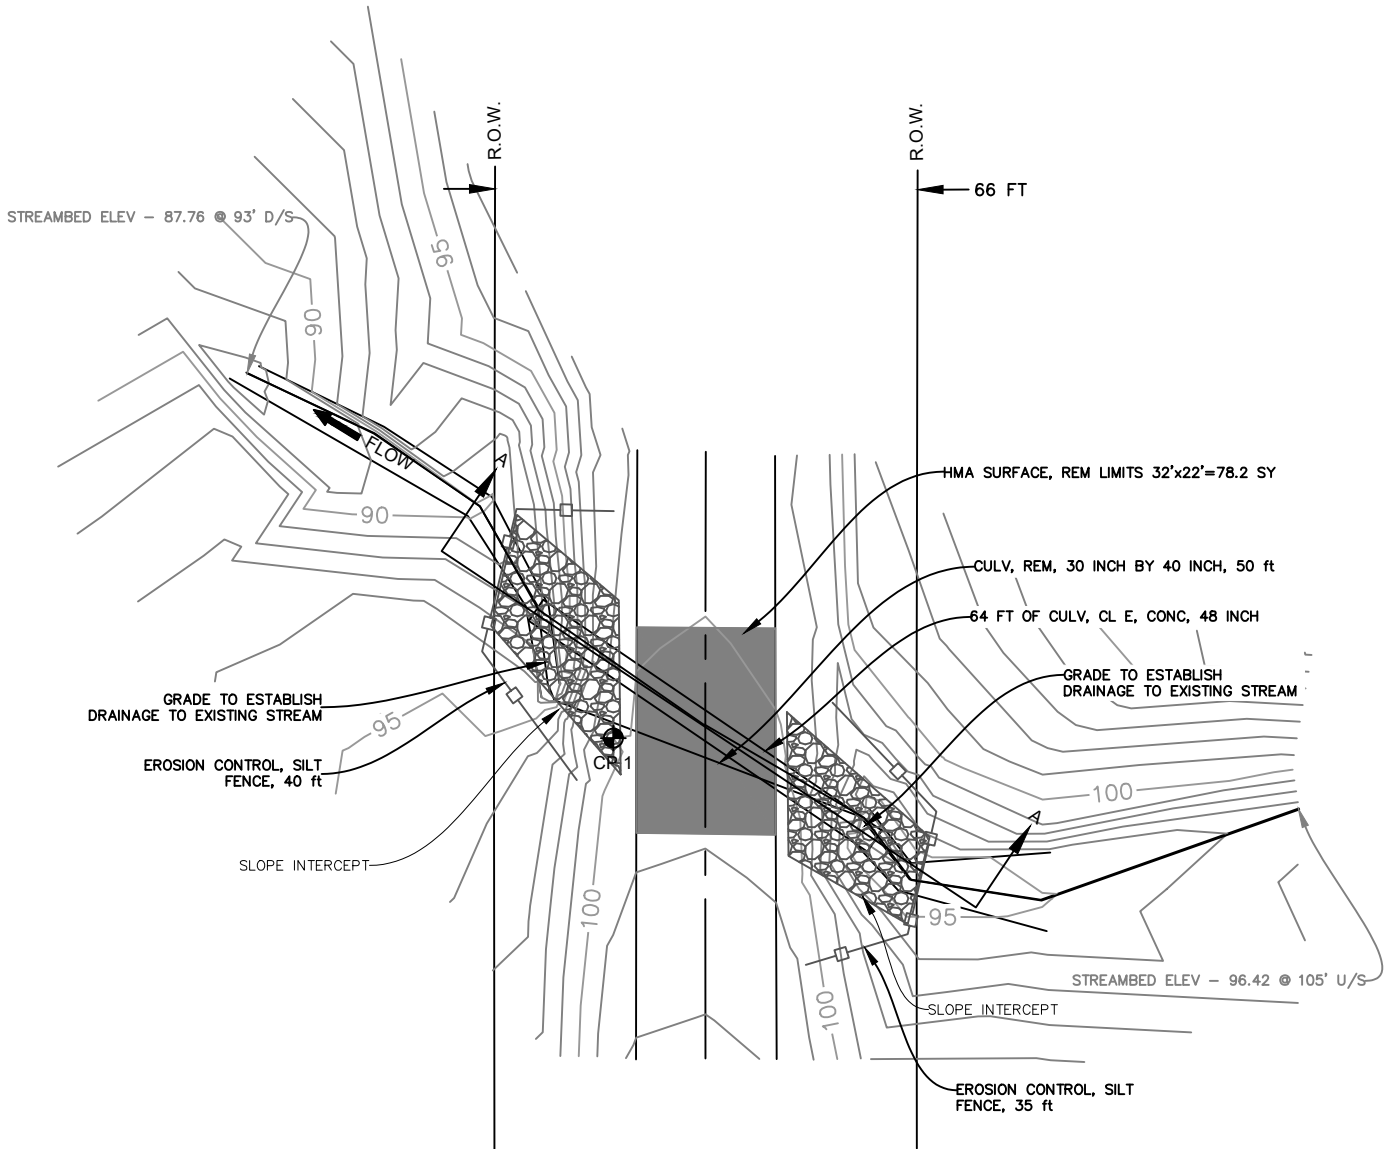 R.O.W.
R.O.W.
66 FT
STREAMBED ELEV - 87.76 @ 93' D/S
95
90
FLOW
A
HMA SURFACE, REM LIMITS 32'x22'=78.2 SY
90
CULV, REM, 30 INCH BY 40 INCH, 50 ft
64 FT OF CULV, CL E, CONC, 48 INCH
GRADE TO ESTABLISH
DRAINAGE TO EXISTING STREAM
GRADE TO ESTABLISH
DRAINAGE TO EXISTING STREAM
95
EROSION CONTROL, SILT
FENCE, 40 ft
CP 1
100
A
SLOPE INTERCEPT
100
95
STREAMBED ELEV - 96.42 @ 105' U/S
100
SLOPE INTERCEPT
EROSION CONTROL, SILT
FENCE, 35 ft